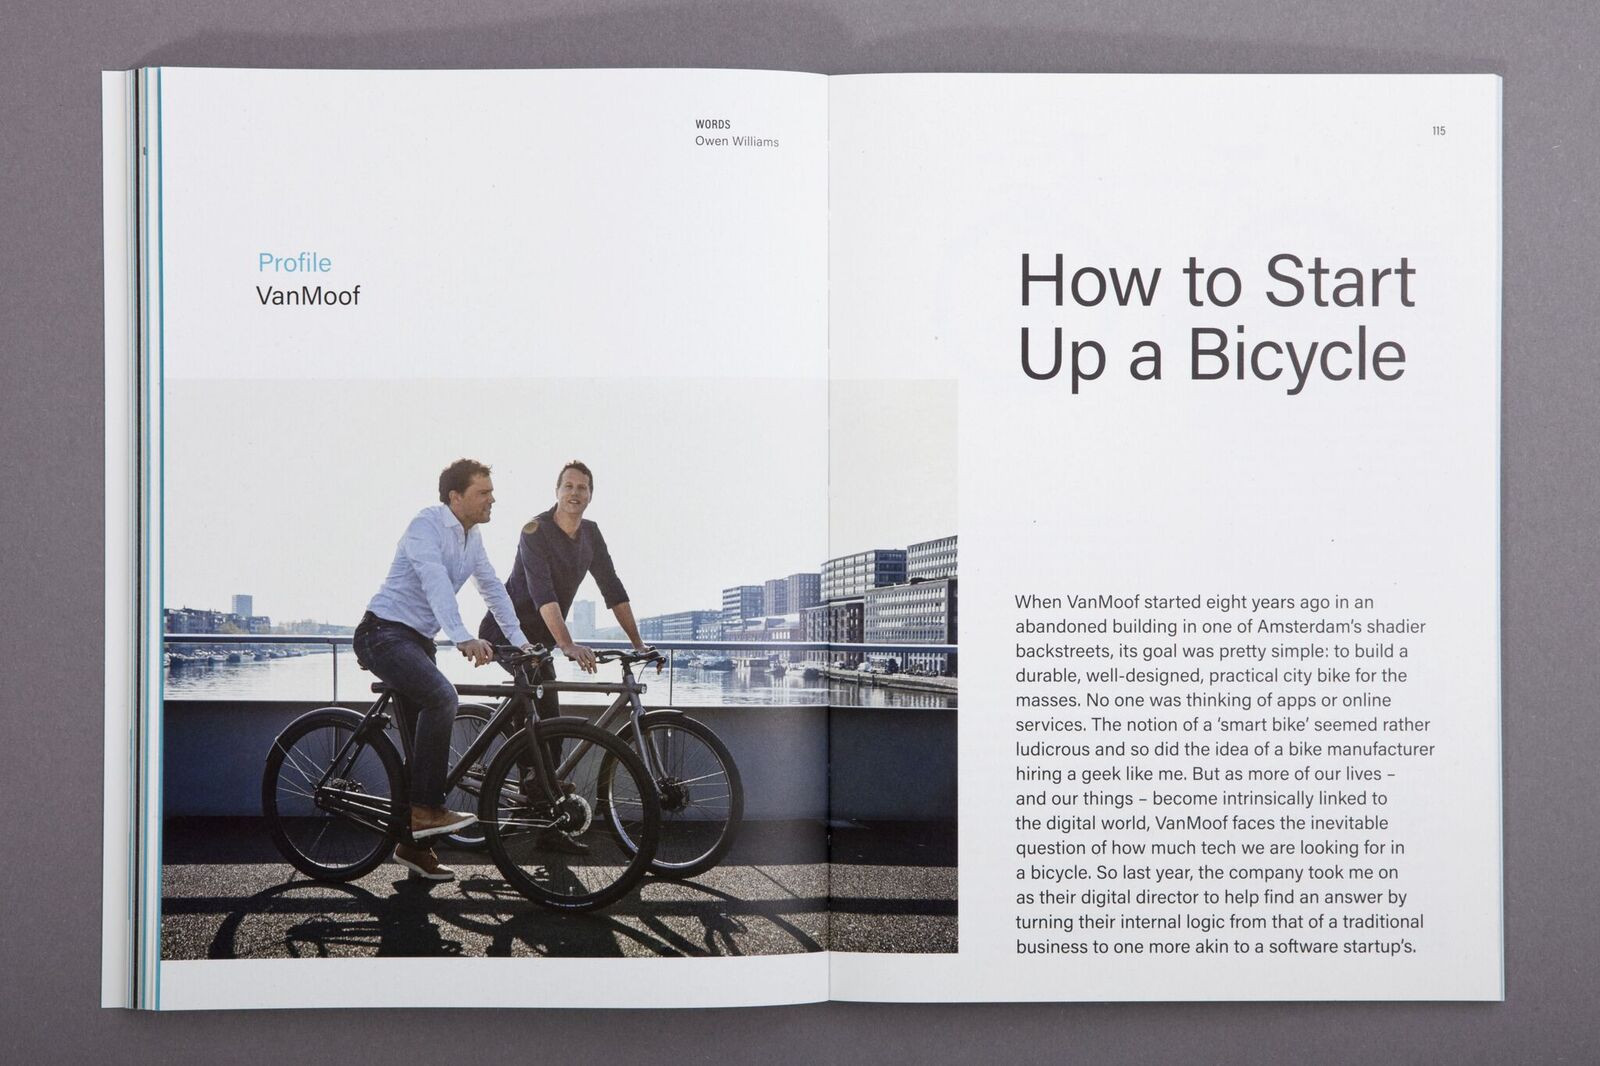 WORDS
Owen Williams
Profile
VanMoof
115
How to Start
Up a Bicycle
When VanMoof started eight years ago in an
abandoned building in one of Amsterdam’s shadier
backstreets, its goal was pretty simple: to build a
durable, well-designed, practical city bike for the
masses. No one was thinking of apps or online
services. The notion of a ‘smart bike’ seemed rather
ludicrous and so did the idea of a bike manufacturer
hiring a geek like me. But as more of our lives –
and our things – become intrinsically linked to
the digital world, VanMoof faces the inevitable
question of how much tech we are looking for in
a bicycle. So last year, the company took me on
as their digital director to help find an answer by
turning their internal logic from that of a traditional
business to one more akin to a software startup’s.